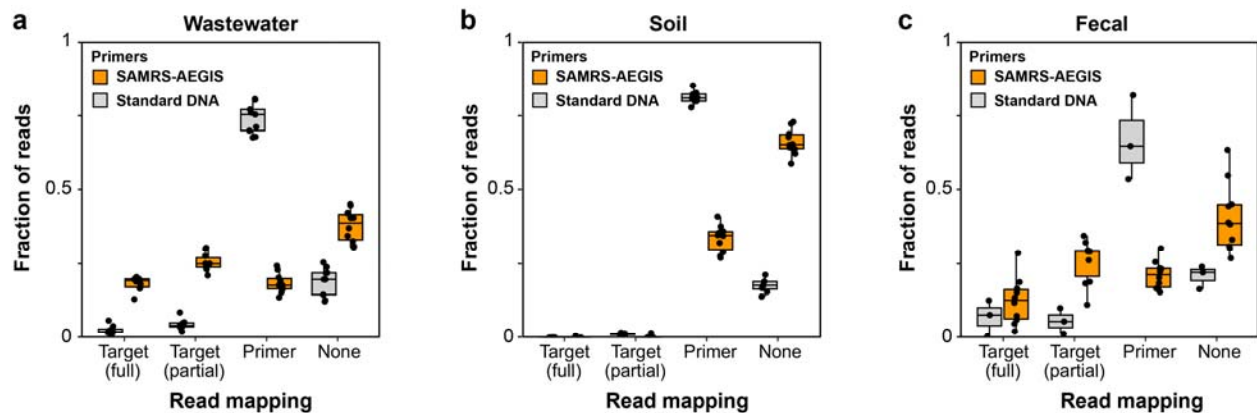 a
Wastewater
1
0.5
0
Fraction of reads
Primers
SAMRS-AEGIS
Standard DNA
Target
(full)
Target
(partial)
Primer
None
Read mapping
b
Soil
1
0.5
0
Fraction of reads
Primers
SAMRS-AEGIS
Standard DNA
Target
(full)
Target
(partial)
Primer
None
Read mapping
c
Fecal
1
0.5
0
Fraction of reads
Primers
SAMRS-AEGIS
Standard DNA
Target
(full)
Target
(partial)
Primer
None
Read mapping